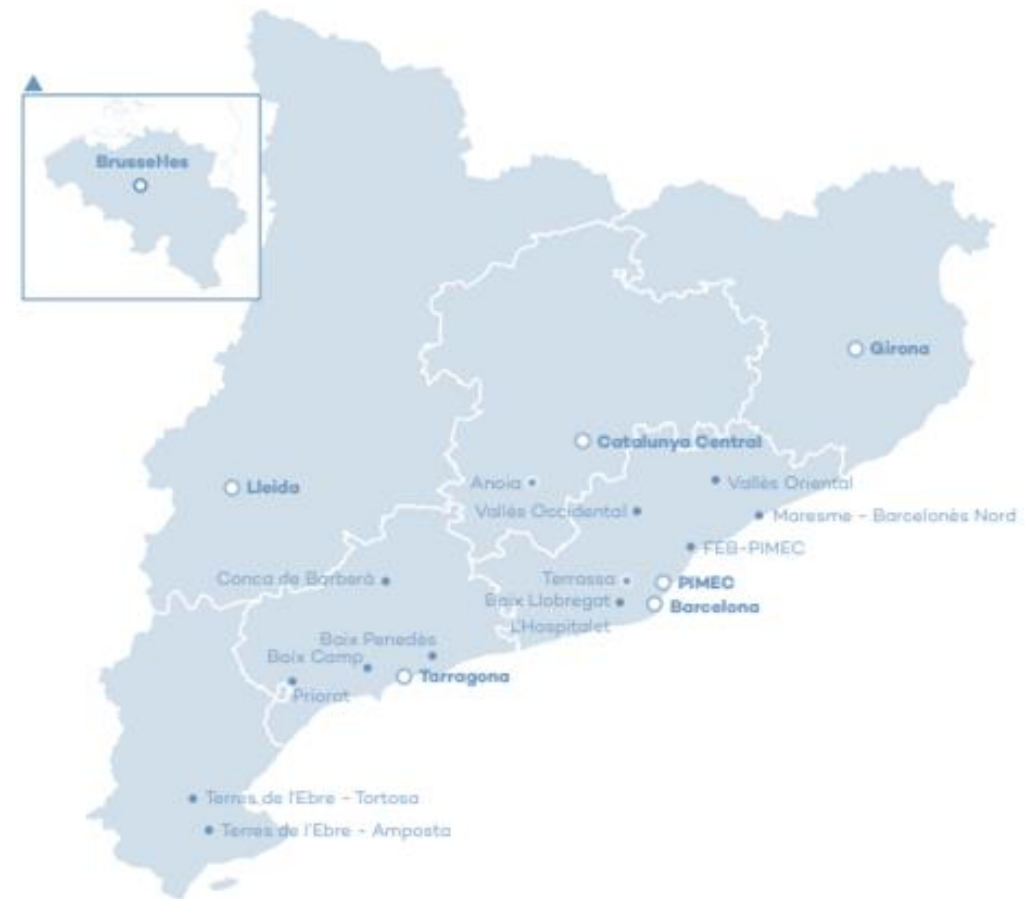 Brussel·les
Girona
Catalunya Central
Anoia
Vallès Oriental
Lleida
Vallès Occidental
Maresme - Barcelonès Nord
FEB-PIMEC
Conca de Barberà
Terrassa
PIMEC
Baix Llobregat
Barcelona
L'Hospitalet
Baix Penedès
Baix Camp
Tarragona
Priorat
Terres de l'Ebre - Tortosa
Terres de l'Ebre - Amposta